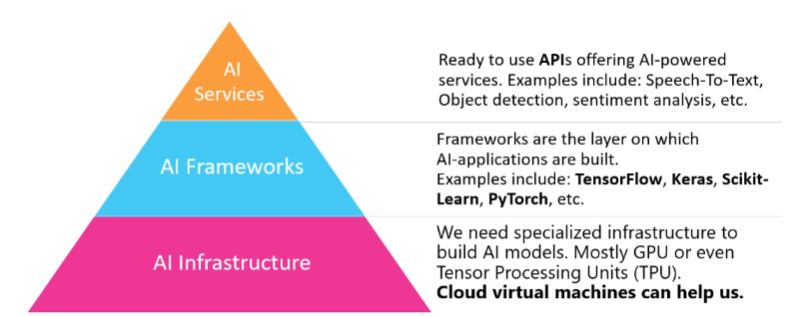 AI
Services
Ready to use APIs offering AI-powered
services. Examples include: Speech-To-Text,
Object detection, sentiment analysis, etc.
AI Frameworks
Frameworks are the layer on which
AI-applications are built.
Examples include: TensorFlow, Keras, Scikit-
Learn, PyTorch, etc.
AI Infrastructure
We need specialized infrastructure to
build AI models. Mostly GPU or even
Tensor Processing Units (TPU).
Cloud virtual machines can help us.